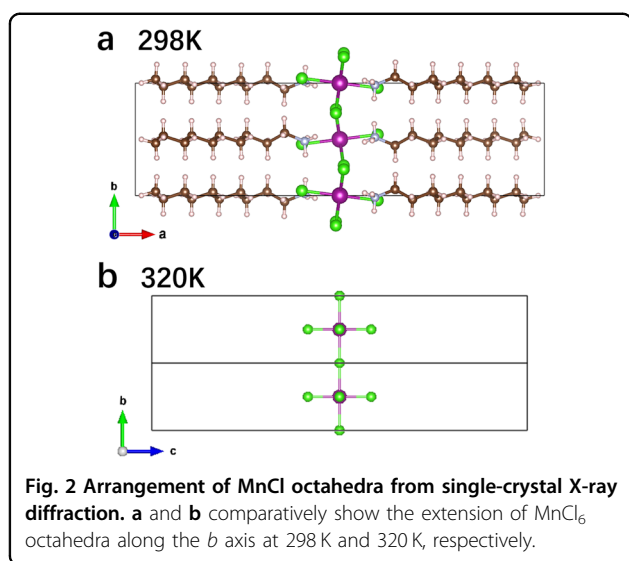 a 298K
b
c a
b 320K
b
c
Fig. 2 Arrangement of MnCl octahedra from single-crystal X-ray
diffraction. a and b comparatively show the extension of MnCl₆
octahedra along the b axis at 298 K and 320 K, respectively.